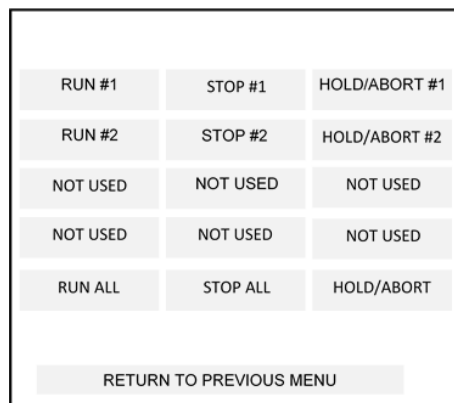 RUN #1 STOP #1 HOLD/ABORT #1
RUN #2 STOP #2 HOLD/ABORT #2
NOT USED NOT USED NOT USED
NOT USED NOT USED NOT USED
RUN ALL STOP ALL HOLD/ABORT
RETURN TO PREVIOUS MENU